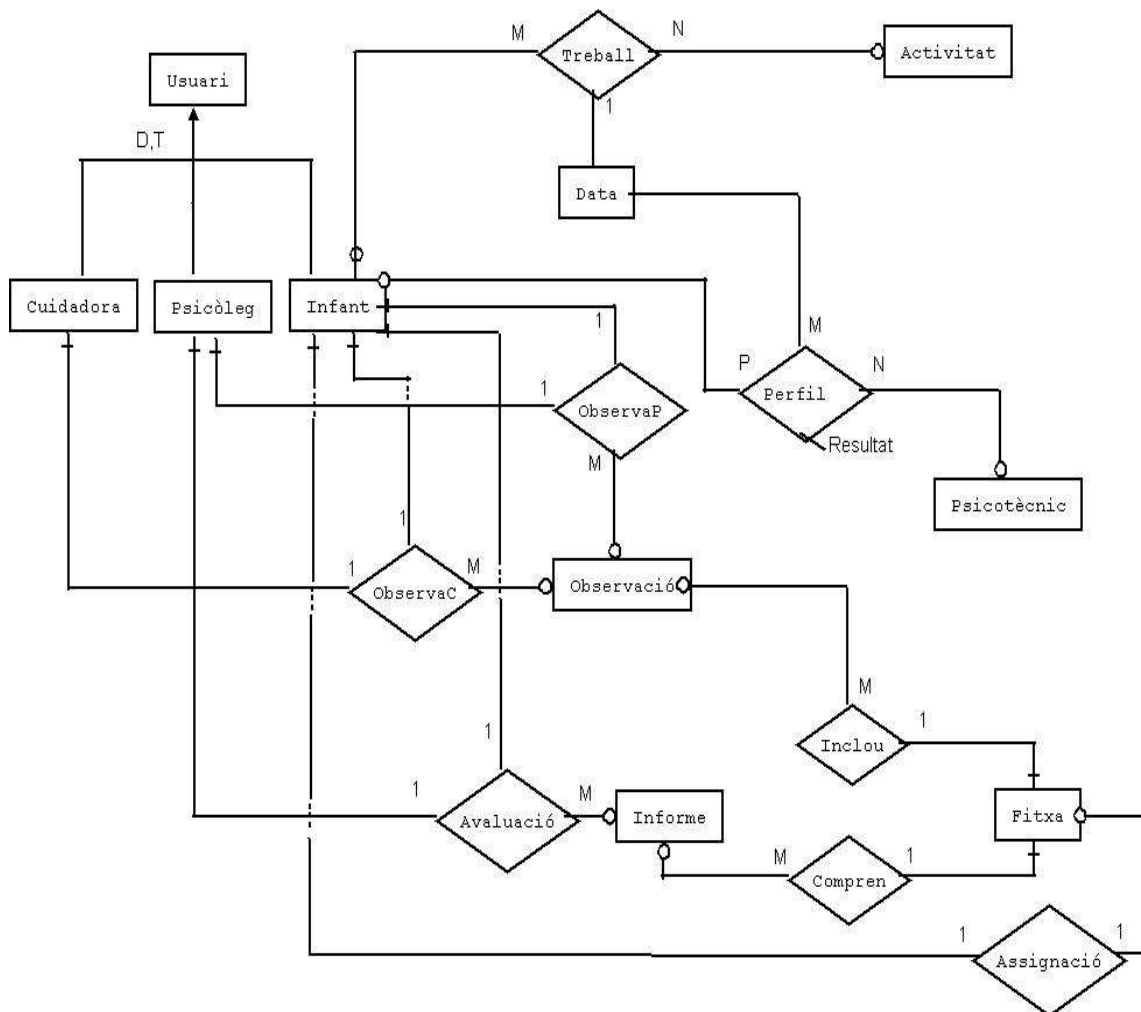 M
Treball
N
Activitat
Usuari
1
D,T
Data
Cuidadora
Psicòleg
Infant
1
M
P
N
Perfil
1
ObservaP
Resultat
M
Psicotècnic
1
1
M
ObservaC
Observació
M
1
Inclou
1
1
M
Avaluació
Informe
Fitxa
M
1
Compren
1
1
Assignació